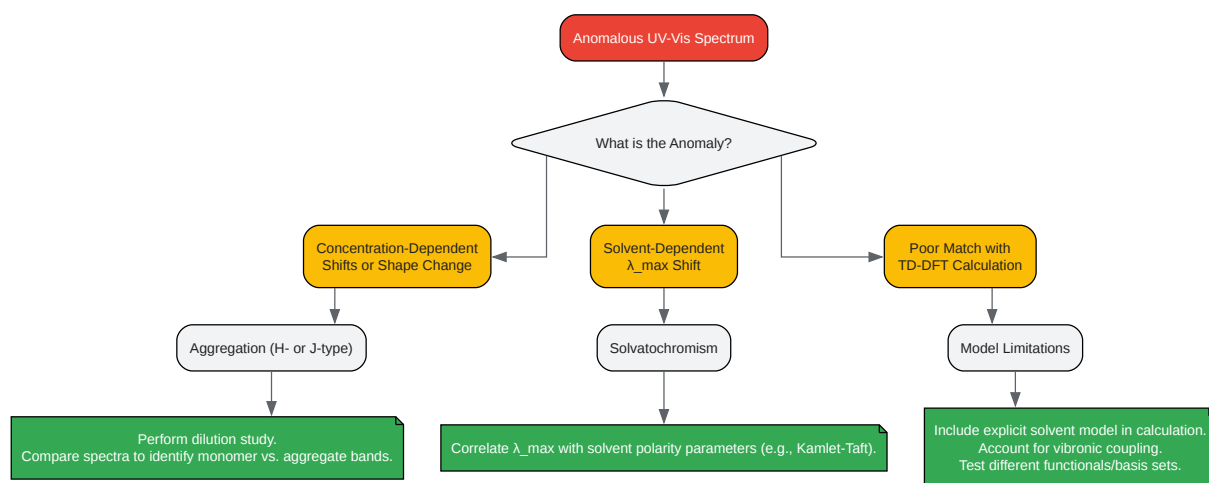 Anomalous UV-Vis Spectrum
What is the Anomaly?
Concentration-Dependent
Shifts or Shape Change
Solvent-Dependent
λ_max Shift
Poor Match with
TD-DFT Calculation
Aggregation (H- or J-type)
Solvatochromism
Model Limitations
Perform dilution study.
Compare spectra to identify monomer vs. aggregate bands.
Correlate λ_max with solvent polarity parameters (e.g., Kamlet-Taft).
Include explicit solvent model in calculation.
Account for vibronic coupling.
Test different functionals/basis sets.